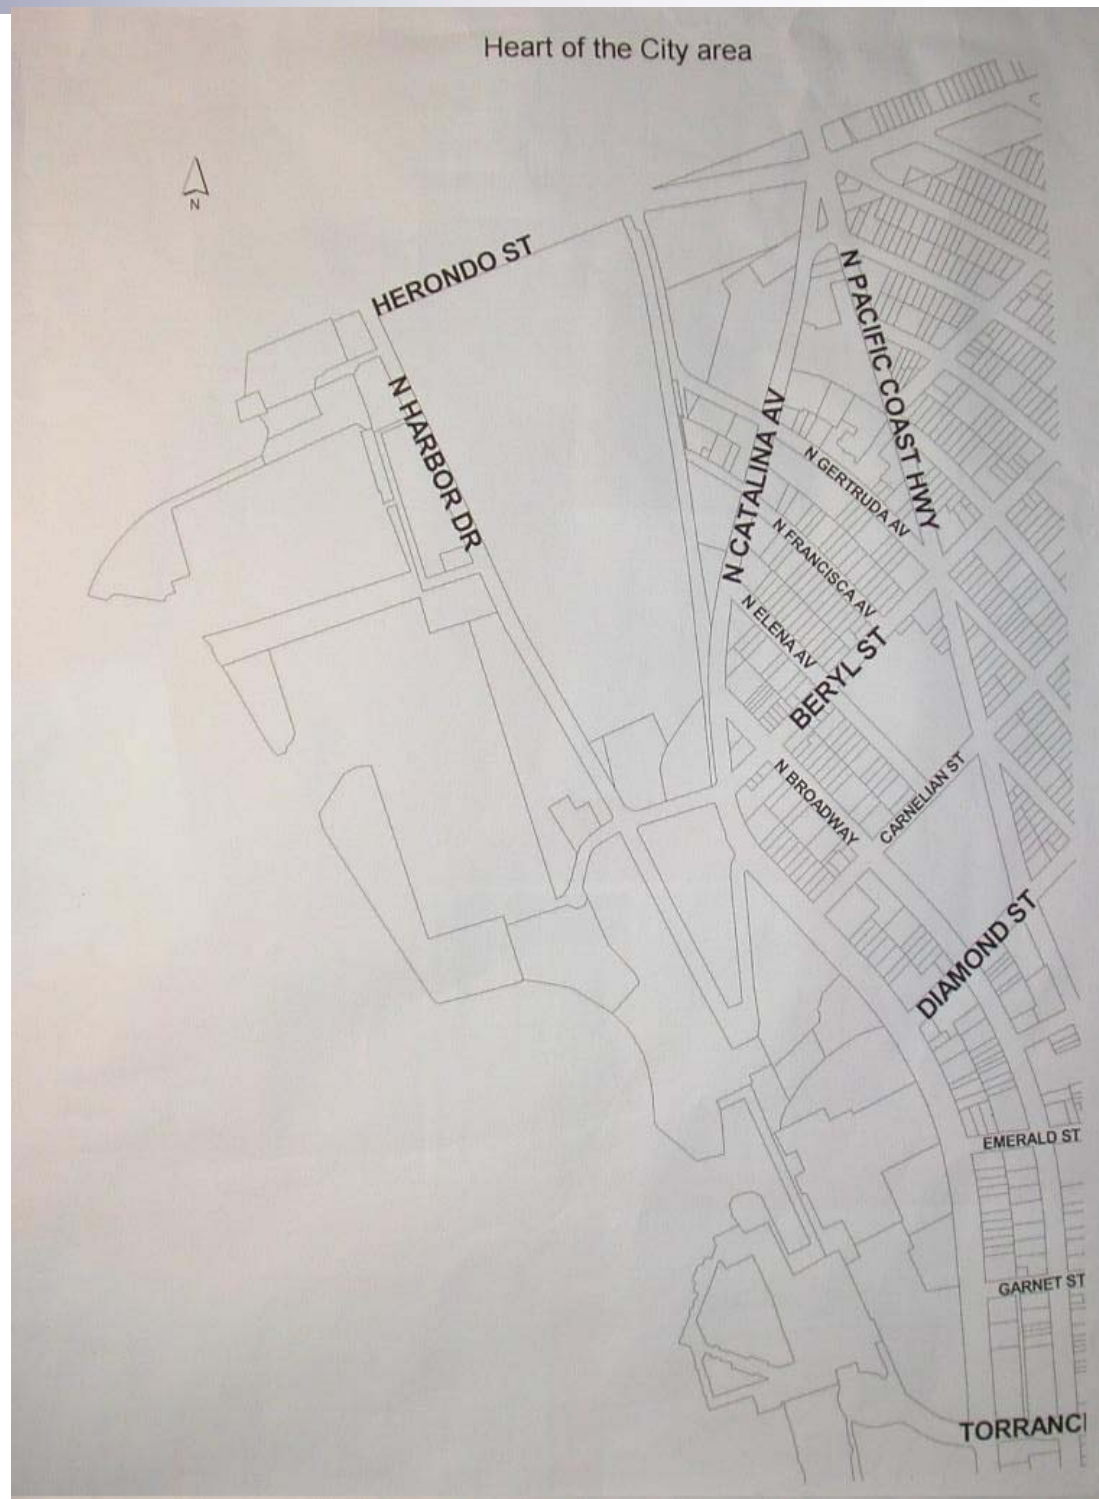 Heart of the City area
N
HERONDO ST
N PACIFIC COAST HWY
N HARBOR DR
N CATALINA AV
N GERTRUDA AV
N FRANCISCA AV
N ELENA AV
BERYL ST
N BROADWAY
CARNELIAN ST
DIAMOND ST
EMERALD ST
GARNET ST
TORRANC